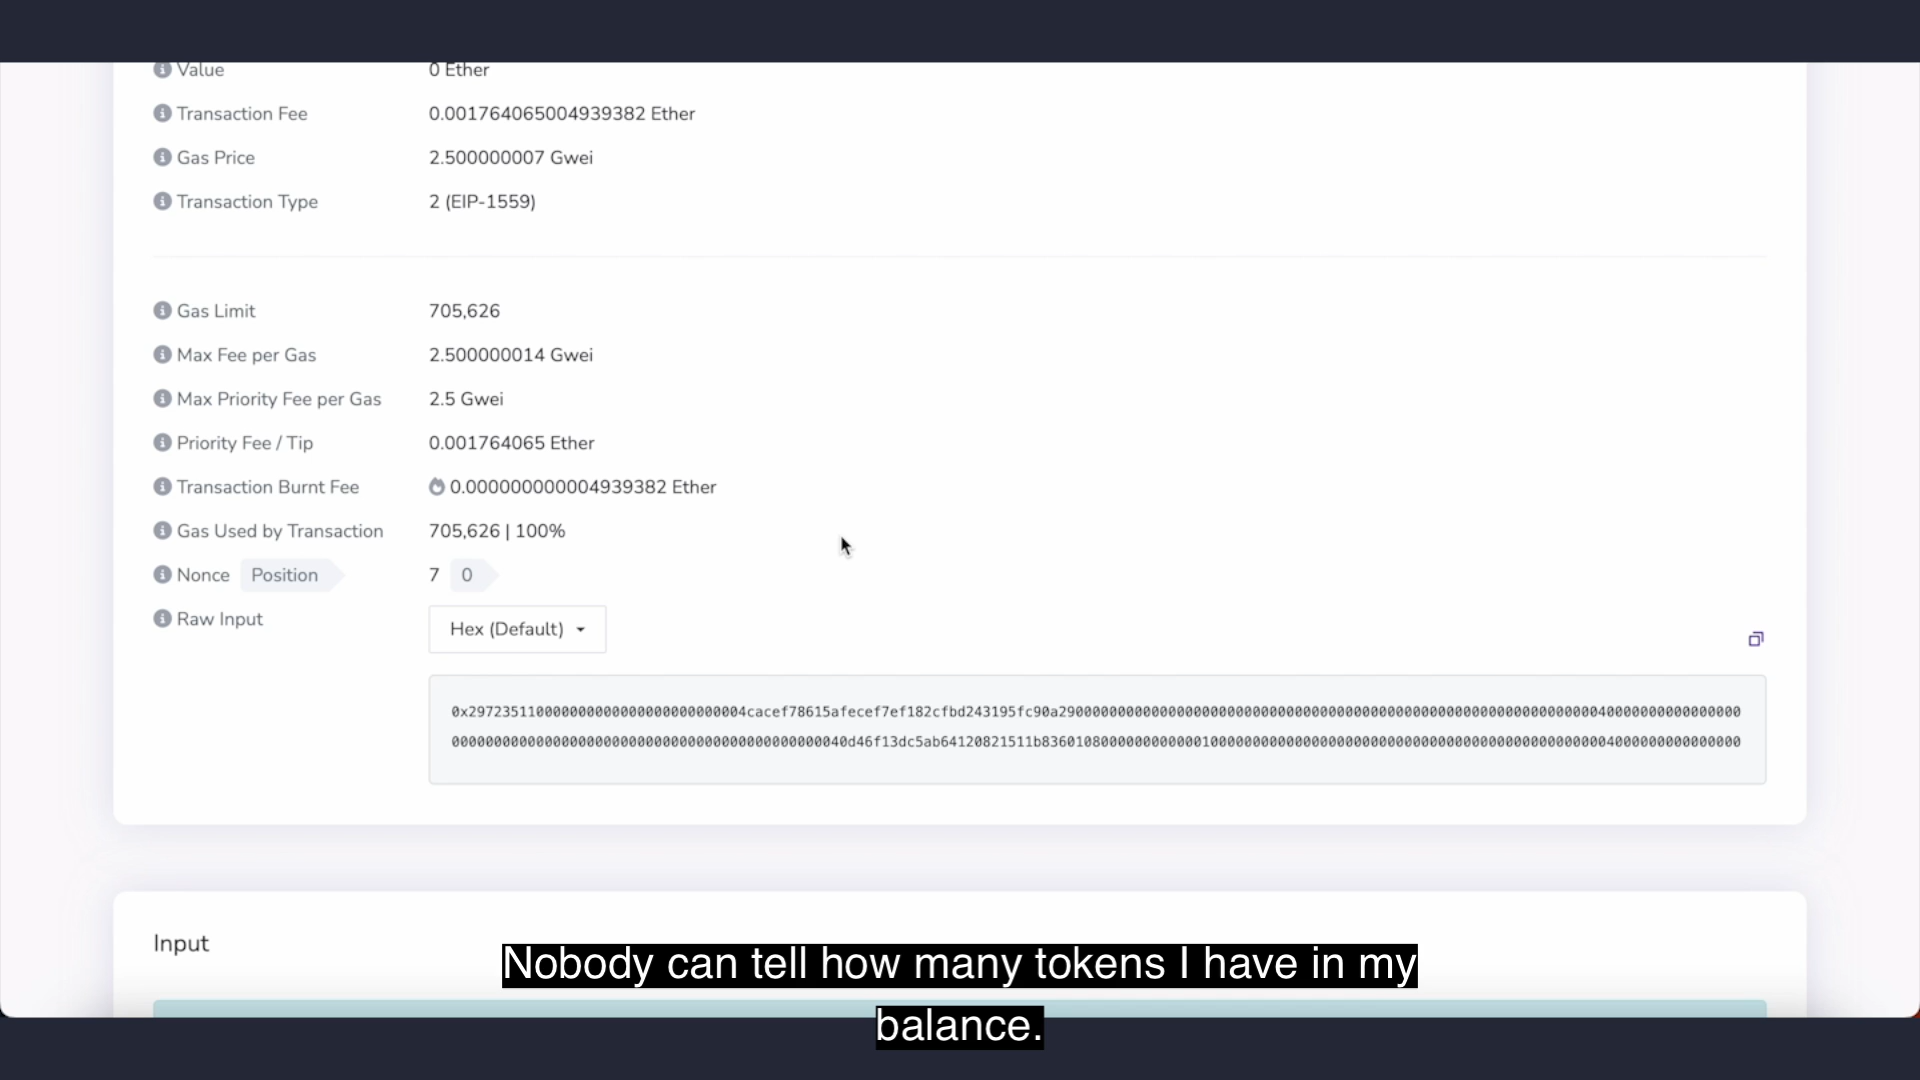 Value 0 Ether
Transaction Fee 0.001764065004939382 Ether
Gas Price 2.500000007 Gwei
Transaction Type 2 (EIP-1559)
Gas Limit 705,626
Max Fee per Gas 2.500000014 Gwei
Max Priority Fee per Gas 2.5 Gwei
Priority Fee / Tip 0.001764065 Ether
Transaction Burnt Fee 0.000000000004939382 Ether
Gas Used by Transaction 705,626 | 100%
Nonce Position 7 0
Raw Input Hex (Default)
Input
Nobody can tell how many tokens I have in my
balance.